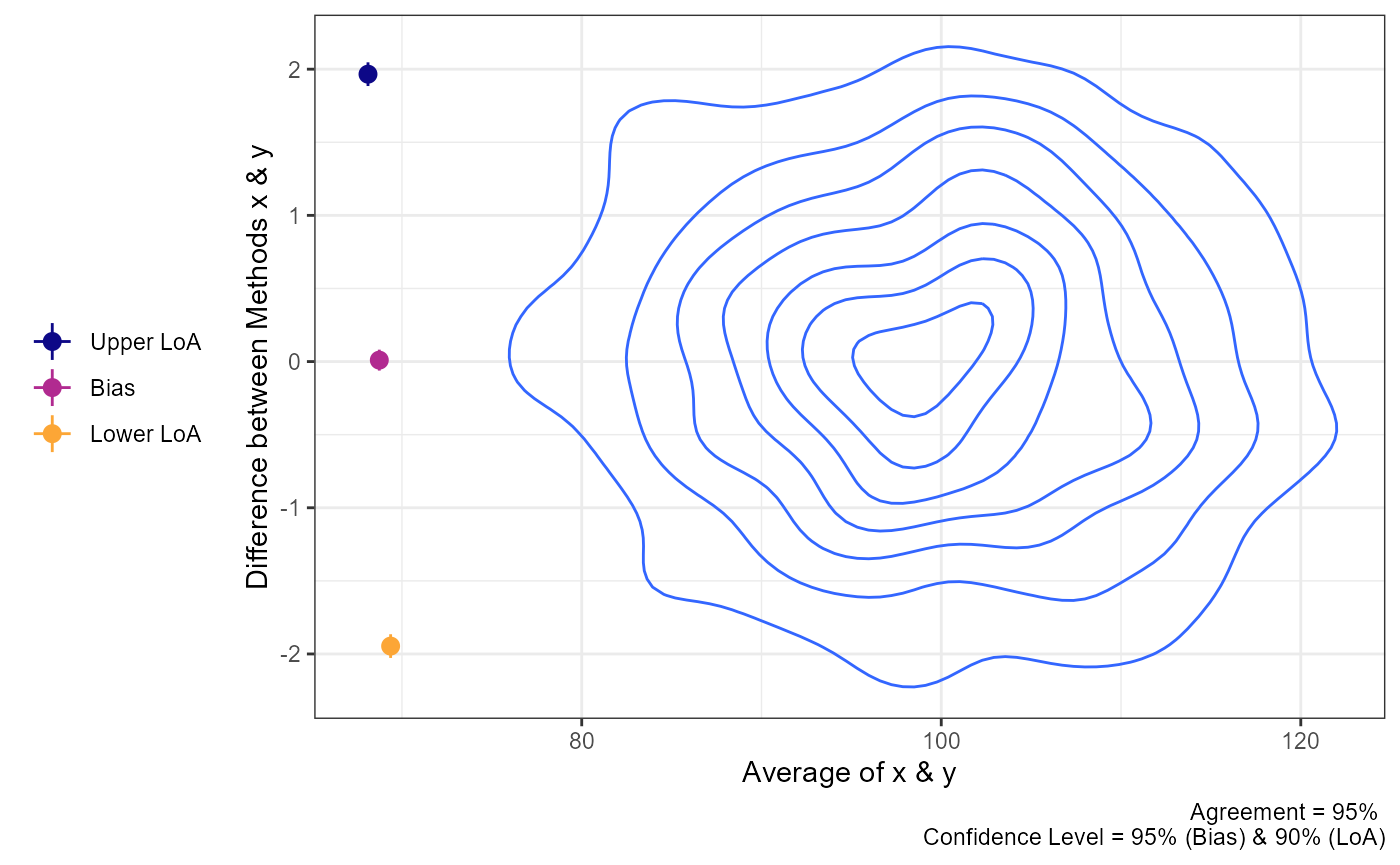 Upper LoA
Bias
Lower LoA
Difference between Methods x & y
2
1
0
-1
-2
80
100
120
Average of x & y
Agreement = 95%
Confidence Level = 95% (Bias) & 90% (LoA)